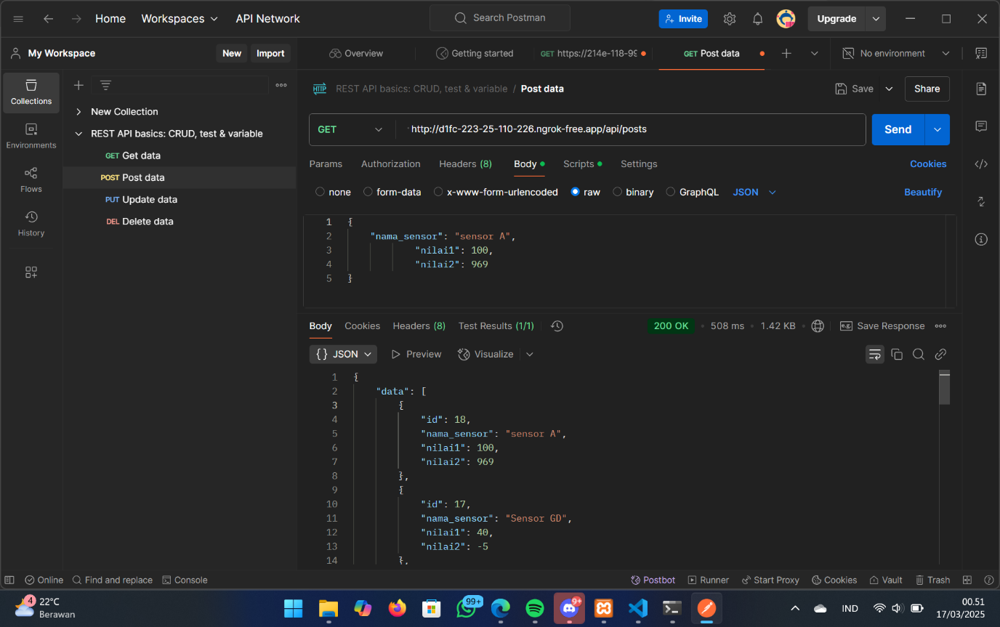 Home Workspaces API Network Search Postman Invite Upgrade
My Workspace New Import Overview Getting started GET https://214e-118-99 GET Post data No environment
Collections
Environments
Flows
History
New Collection
REST API basics: CRUD, test & variable
GET Get data
POST Post data
PUT Update data
DEL Delete data
HTTP REST API basics: CRUD, test & variable / Post data Save Share
GET http://d1fc-223-25-110-226.ngrok-free.app/api/posts Send
Params Authorization Headers (8) Body Scripts Settings Cookies
none form-data x-www-form-urlencoded raw binary GraphQL JSON Beautify
1 {
2 "nama_sensor": "sensor A",
3 "nilai1": 100,
4 "nilai2": 969
5 }
Body Cookies Headers (8) Test Results (1/1) 200 OK 508 ms 1.42 KB e.g. Save Response
{} JSON Preview Visualize
1 {
2 "data": [
3 {
4 "id": 18,
5 "nama_sensor": "sensor A",
6 "nilai1": 100,
7 "nilai2": 969
8 },
9 {
10 "id": 17,
11 "nama_sensor": "Sensor GD",
12 "nilai1": 40,
13 "nilai2": -5
14 },
Online Find and replace Console Postbot Runner Start Proxy Cookies Vault Trash
4 22°C
Berawan
99+
9+
IND
00.51
17/03/2025